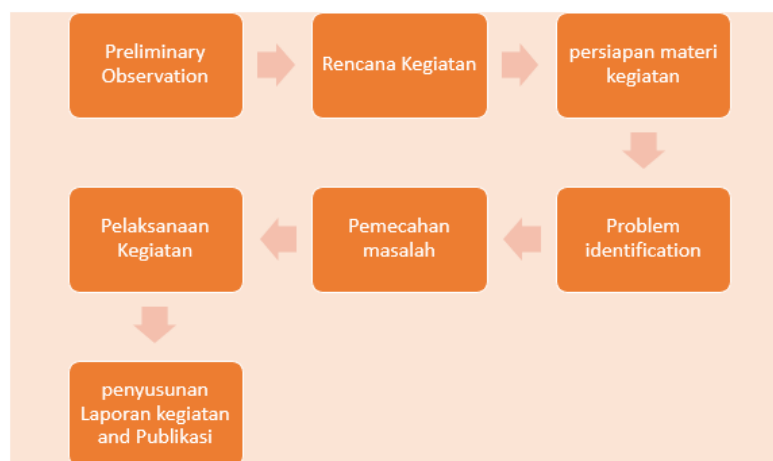 Preliminary
Observation
Rencana Kegiatan
persiapan materi
kegiatan
Problem
identification
Pemecahan
masalah
Pelaksanaan
Kegiatan
penyusunan
Laporan kegiatan
and Publikasi